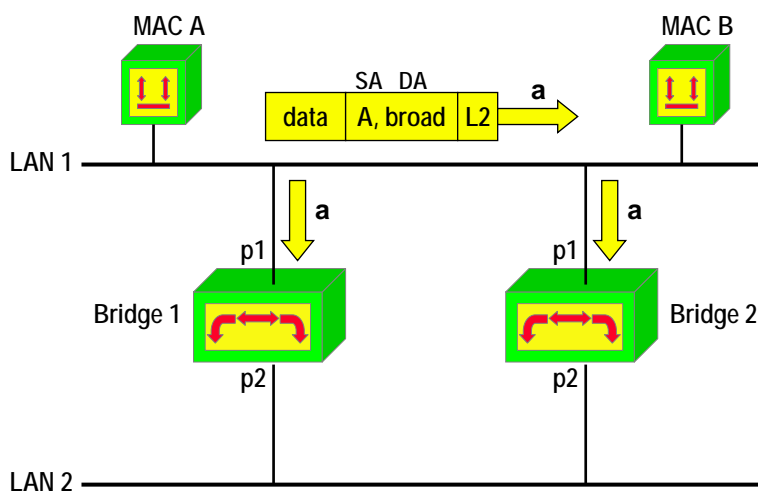 MAC A
MAC B
SA DA
data
A, broad
L2
a
LAN 1
a
a
p1
p1
Bridge 1
Bridge 2
p2
p2
LAN 2